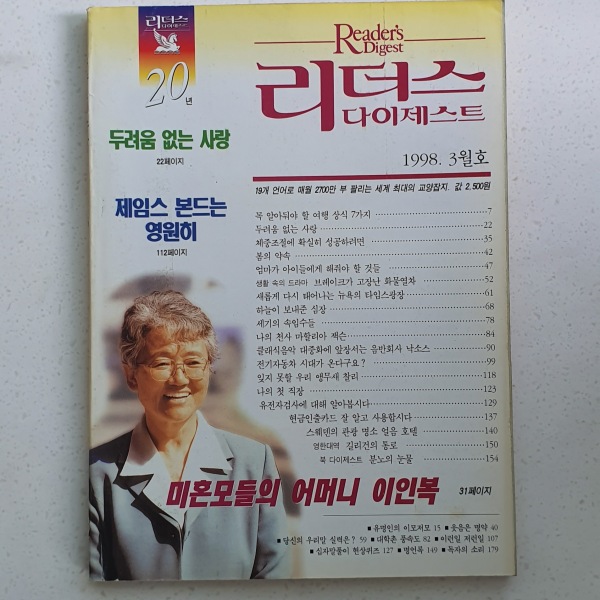 리더스
다이제스트
20년
Reader's
Digest
리더스
다이제스트
1998. 3월호
19개 언어로 매월 2700만 부 팔리는 세계 최대의 교양잡지. 값 2,500원
두려움 없는 사랑
22페이지
제임스 본드는
영원히
112페이지
꼭 알아둬야 할 여행 상식 7가지 7
두려움 없는 사랑 22
체중조절에 확실히 성공하려면 35
봄의 약속 42
엄마가 아이들에게 해줘야 할 것들 47
생활 속의 드라마 브레이크가 고장난 화물열차 52
새롭게 다시 태어나는 뉴욕의 타임스광장 61
하늘이 보내준 심장 68
세기의 속임수들 78
나의 천사 마할리아 잭슨 84
클래식음악 대중화에 앞장서는 음반회사 낙소스 90
전기자동차 시대가 온다구요? 99
잊지 못할 우리 앵무새 찰리 118
나의 첫 직장 123
유전자검사에 대해 알아봅시다 129
현금인출카드 잘 알고 사용합시다 137
스웨덴의 관광 명소 얼음 호텔 140
영한대역 길리건의 통로 150
북 다이제스트 분노의 눈물 154
미혼모들의 어머니 이인복 31페이지
■ 유명인의 이모저모 15 ■ 웃음은 명약 40
■ 당신의 우리말 실력은? 59 ■ 대학촌 풍속도 82 ■ 이런일 저런일 107
■ 십자말풀이 현상퀴즈 127 ■ 명언록 149 ■ 독자의 소리 179